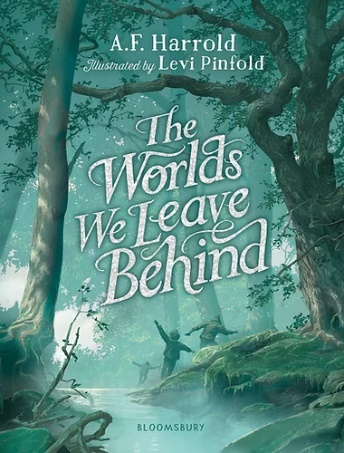 A.F. Harrold
Illustrated by Levi Pinfold
The
Worlds
We Leave
Behind
BLOOMSBURY